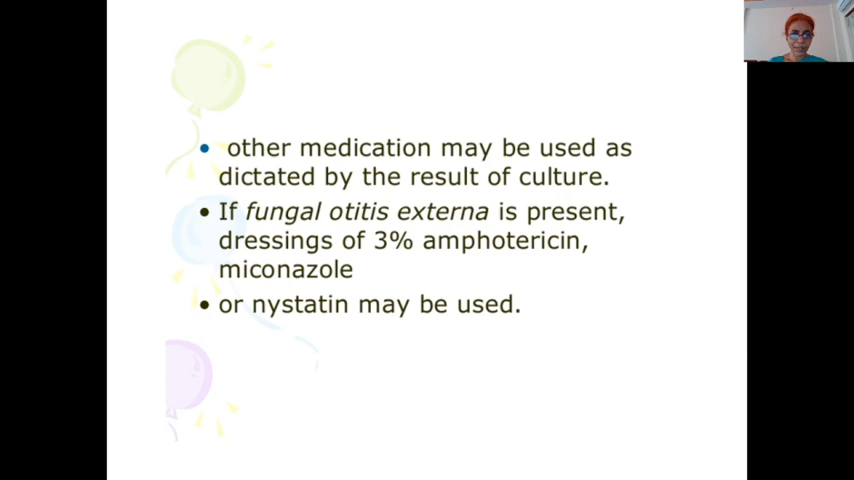 • other medication may be used as
dictated by the result of culture.
• If fungal otitis externa is present,
dressings of 3% amphotericin,
miconazole
• or nystatin may be used.